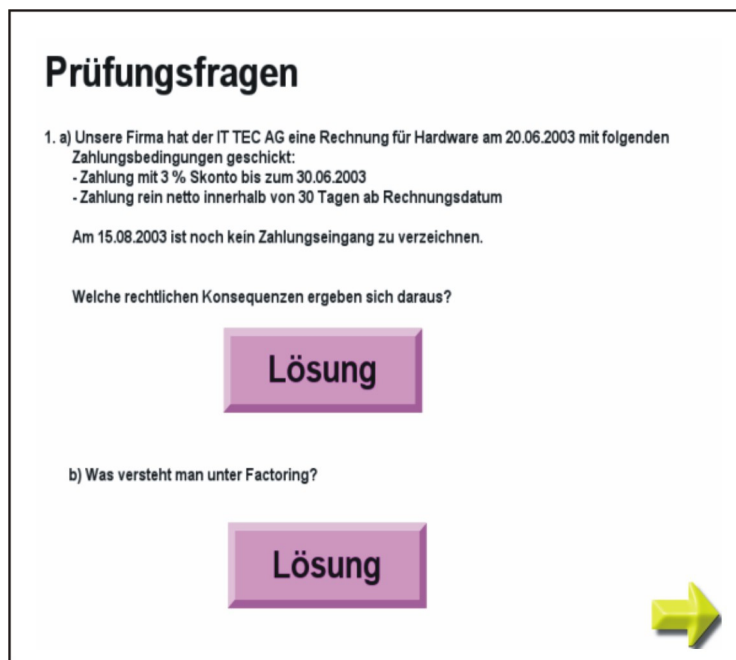 Prüfungsfragen
1. a) Unsere Firma hat der IT TEC AG eine Rechnung für Hardware am 20.06.2003 mit folgenden
Zahlungsbedingungen geschickt:
- Zahlung mit 3 % Skonto bis zum 30.06.2003
- Zahlung rein netto innerhalb von 30 Tagen ab Rechnungsdatum
Am 15.08.2003 ist noch kein Zahlungseingang zu verzeichnen.
Welche rechtlichen Konsequenzen ergeben sich daraus?
Lösung
b) Was versteht man unter Factoring?
Lösung